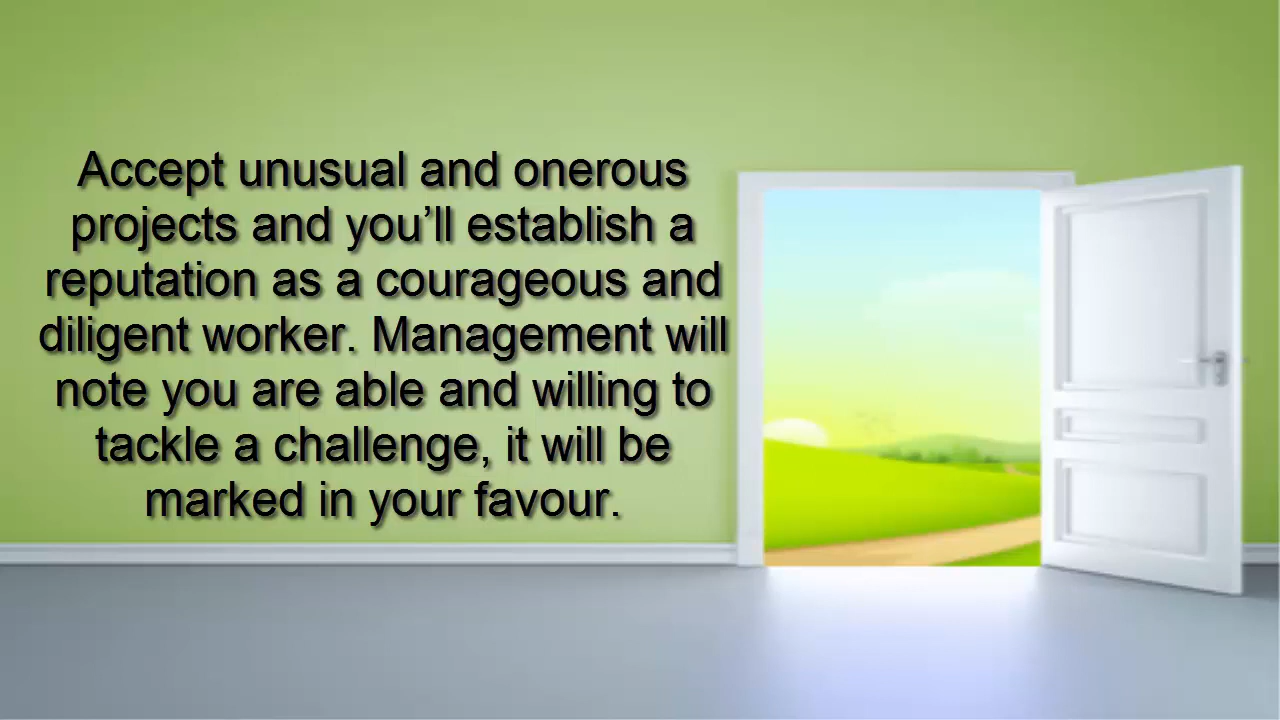 Accept unusual and onerous
projects and you’ll establish a
reputation as a courageous and
diligent worker. Management will
note you are able and willing to
tackle a challenge, it will be
marked in your favour.